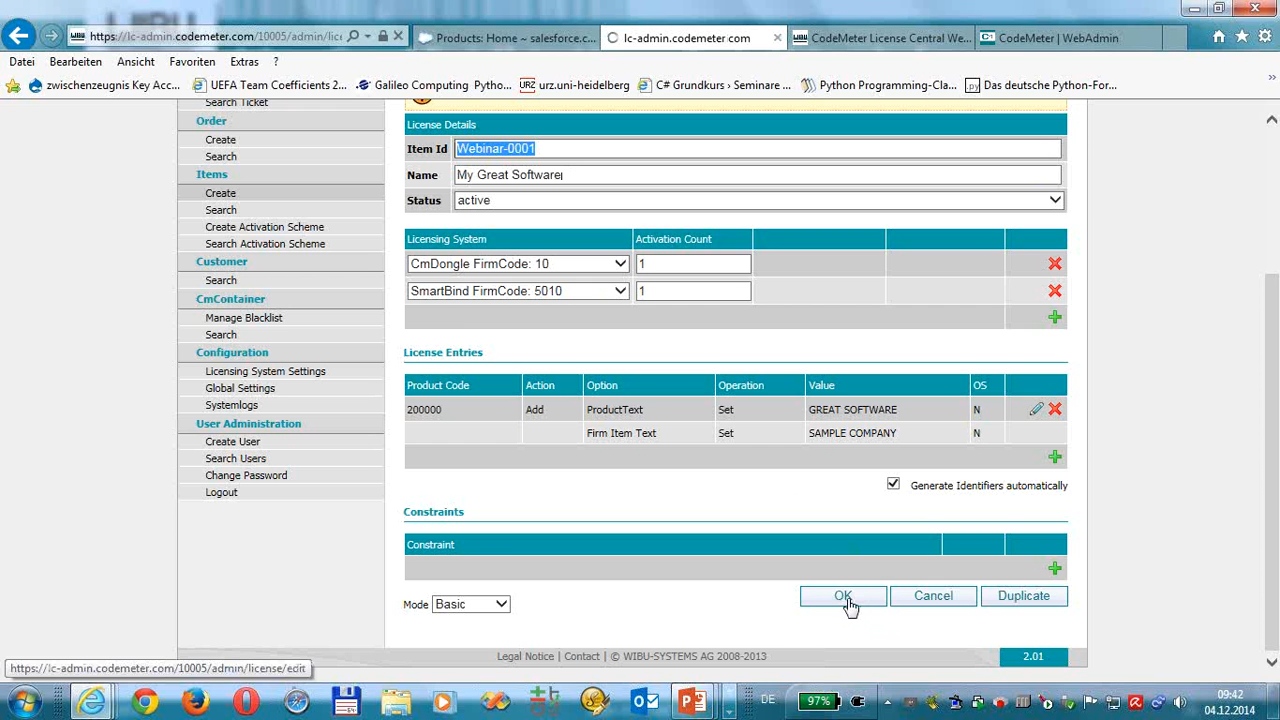 https://lc-admin.codemeter.com/10005/admin/lice
Products: Home ~ salesforce.c...
lc-admin.codemeter.com
CodeMeter License Central We...
CodeMeter | WebAdmin
Datei Bearbeiten Ansicht Favoriten Extras ?
zwischenzeugnis Key Acc...
UEFA Team Coefficients 2...
Galileo Computing Python...
urz.uni-heidelberg
C# Grundkurs › Seminare ...
Python Programming-Cla...
Das deutsche Python-For...
Search Ticket
Order
Create
Search
Items
Create
Search
Create Activation Scheme
Search Activation Scheme
Customer
Search
CmContainer
Manage Blacklist
Search
Configuration
Licensing System Settings
Global Settings
Systemlogs
User Administration
Create User
Search Users
Change Password
Logout
License Details
Item Id Webinar-0001
Name My Great Software
Status active
Licensing System Activation Count
CmDongle FirmCode: 10 1
SmartBind FirmCode: 5010 1
License Entries
Product Code Action Option Operation Value OS
200000 Add ProductText Set GREAT SOFTWARE N
Firm Item Text Set SAMPLE COMPANY N
Generate Identifiers automatically
Constraints
Constraint
Mode Basic
OK Cancel Duplicate
Legal Notice | Contact | © WIBU-SYSTEMS AG 2008-2013 2.01
https://lc-admin.codemeter.com/10005/admin/license/edit
DE 97% 09:42
04.12.2014